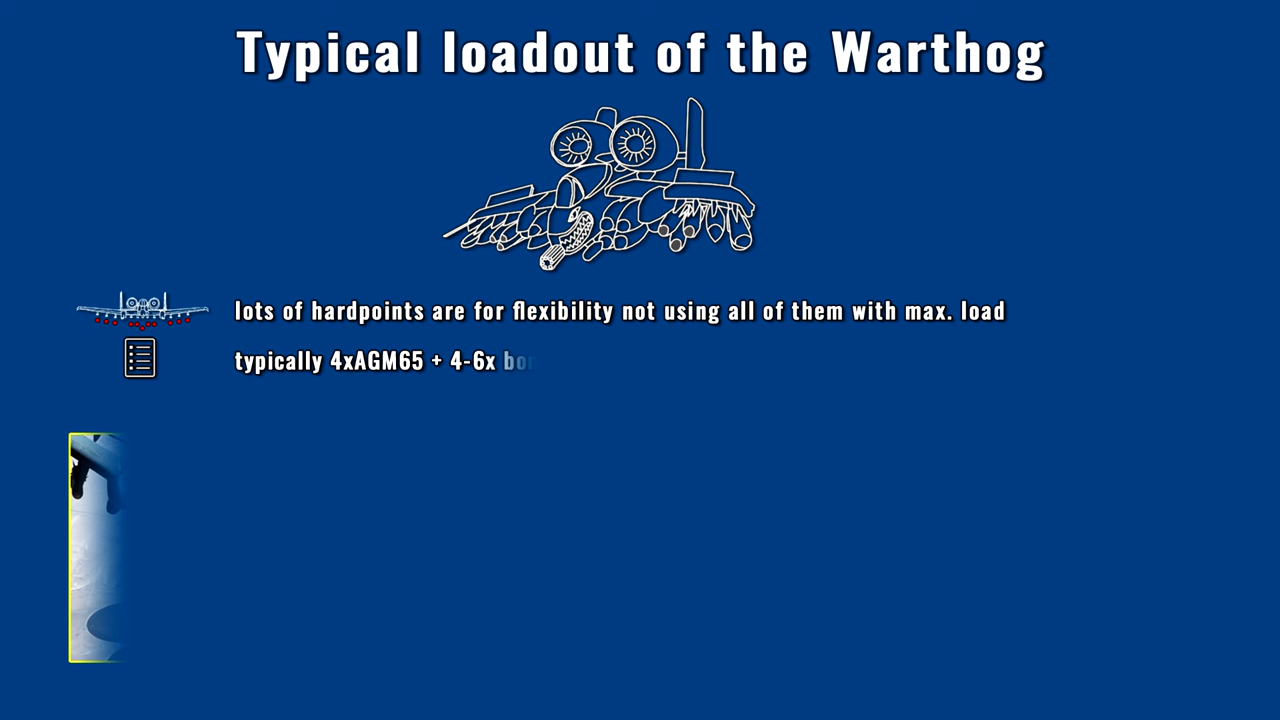 Typical loadout of the Warthog
lots of hardpoints are for flexibility not using all of them with max. load
typically 4xAGM65 + 4-6x